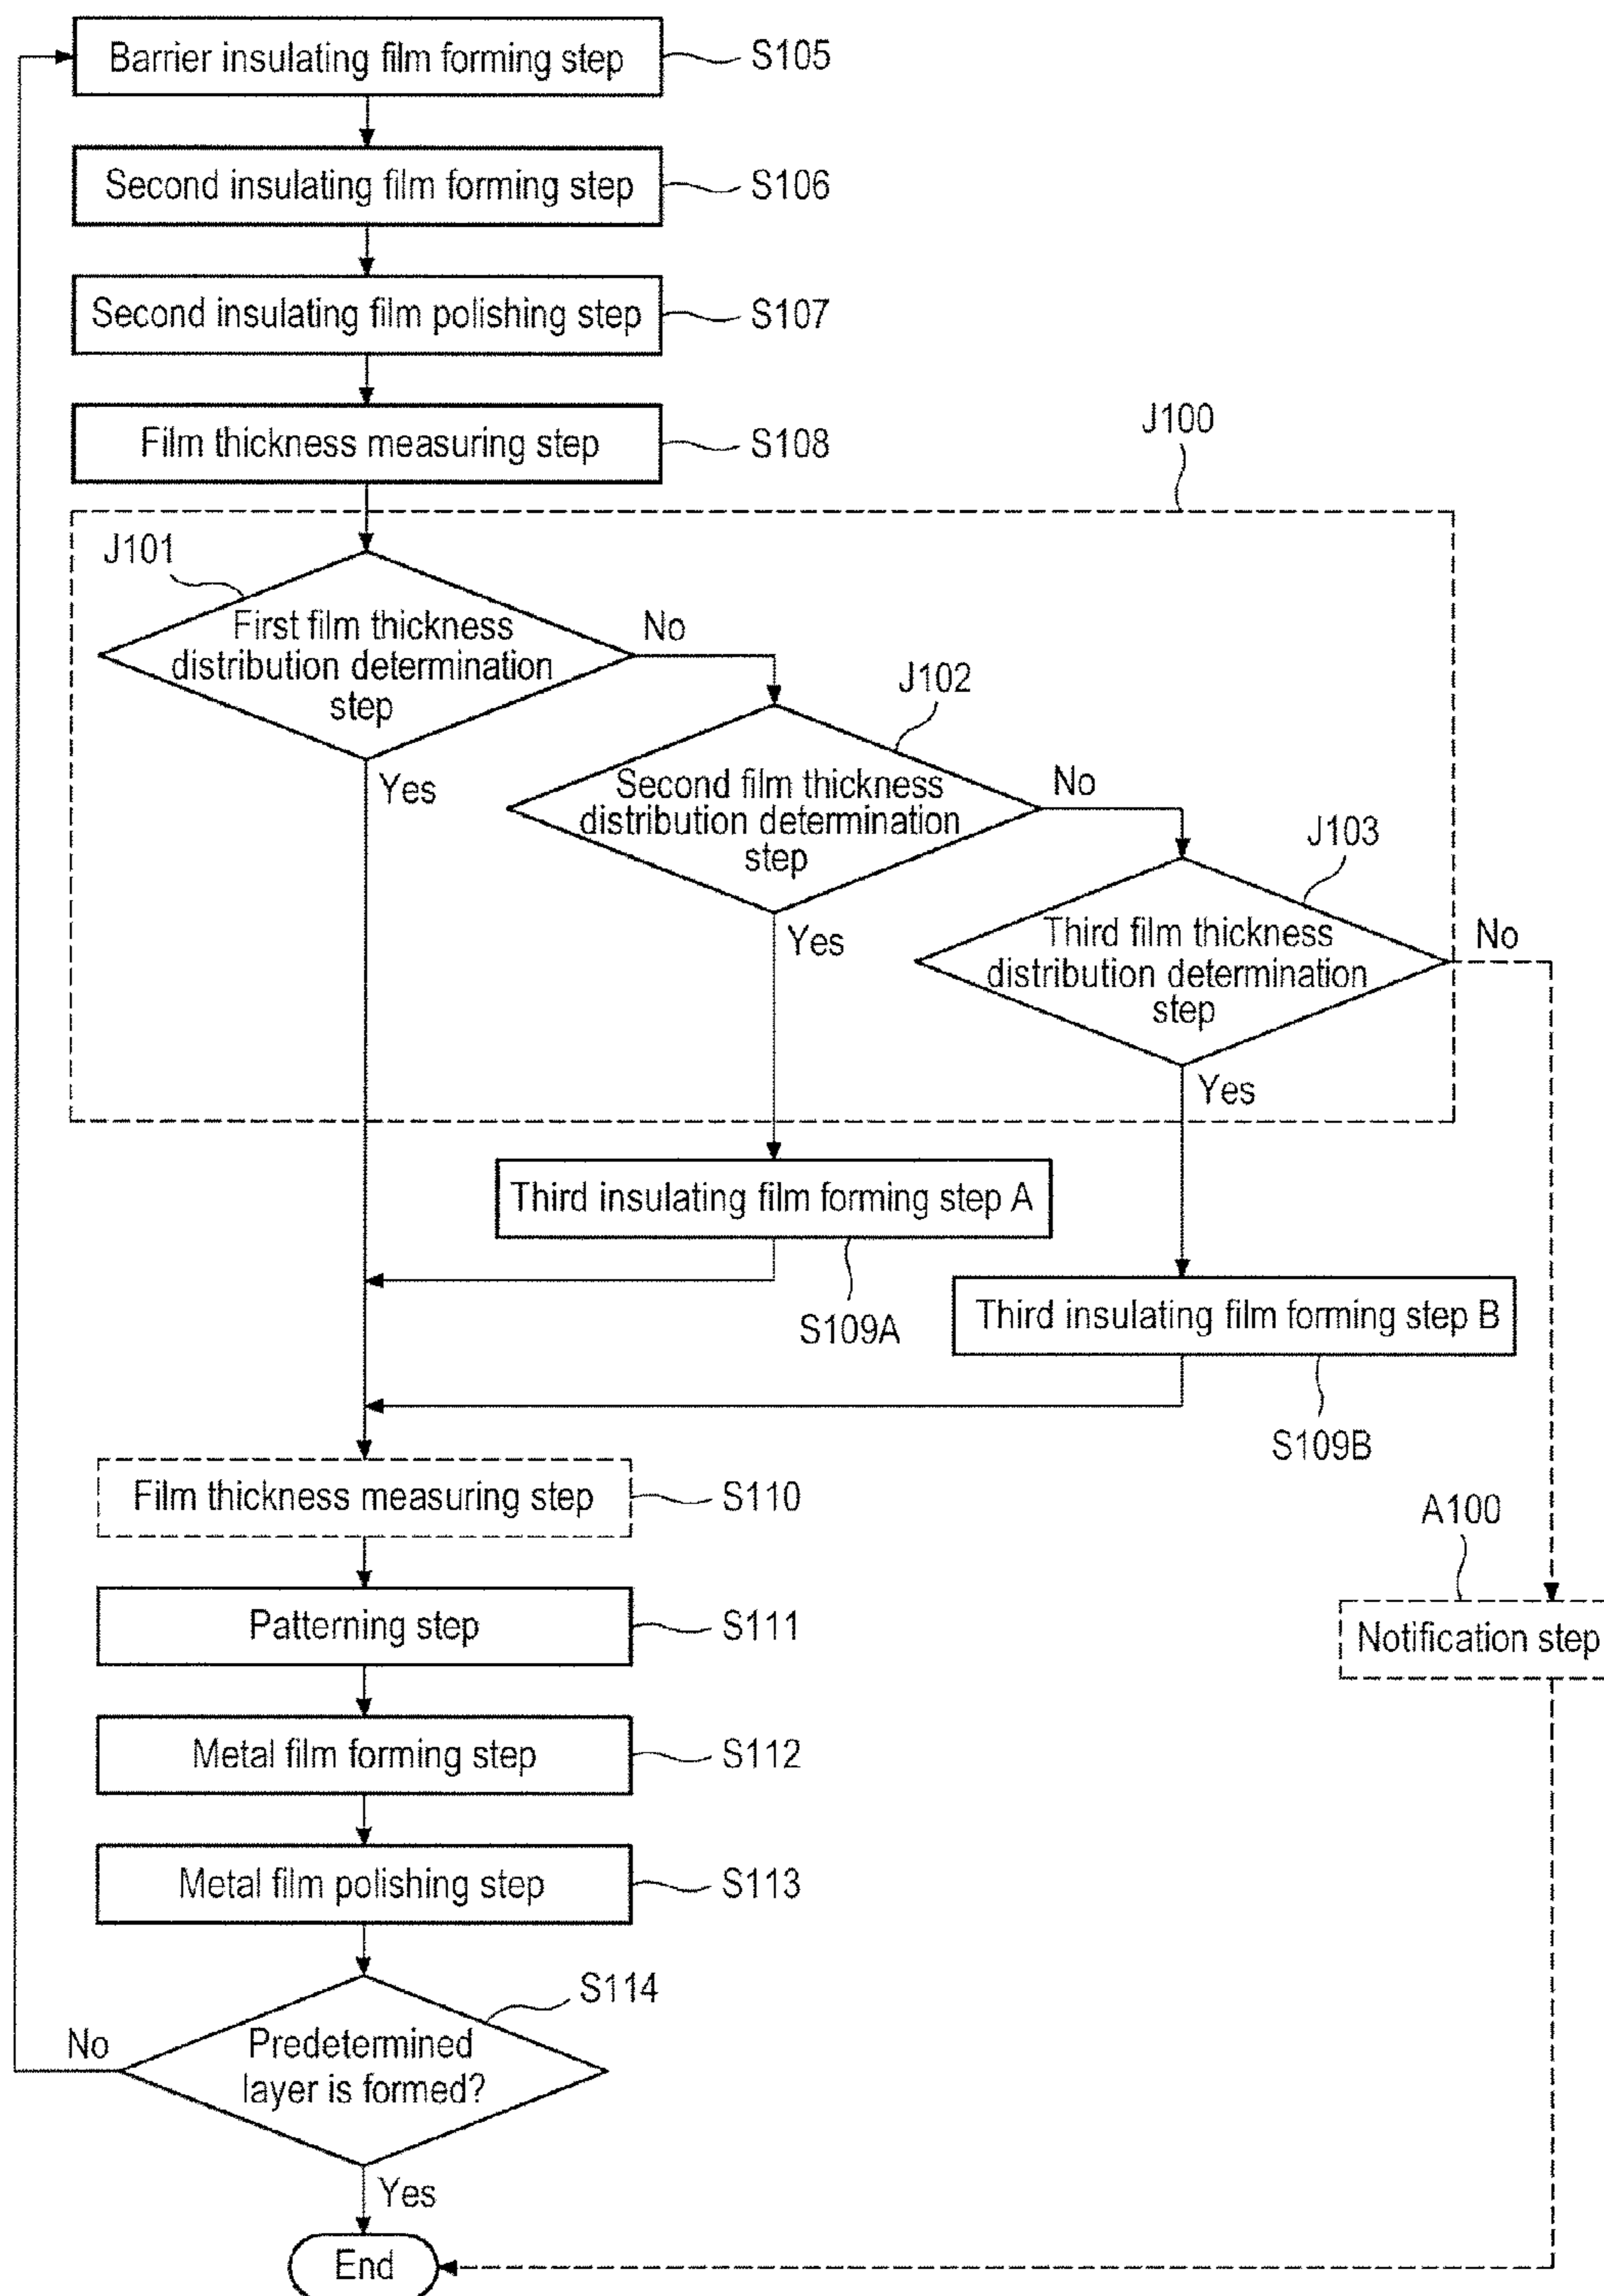 Barrier insulating film forming step
S105
Second insulating film forming step
S106
Second insulating film polishing step
S107
Film thickness measuring step
S108
J100
J101
First film thickness
distribution determination
step
No
Yes
J102
Second film thickness
distribution determination
step
No
Yes
J103
Third film thickness
distribution determination
step
No
Yes
Third insulating film forming step A
S109A
Third insulating film forming step B
S109B
Film thickness measuring step
S110
A100
Notification step
Patterning step
S111
Metal film forming step
S112
Metal film polishing step
S113
S114
Predetermined
layer is formed?
No
Yes
End